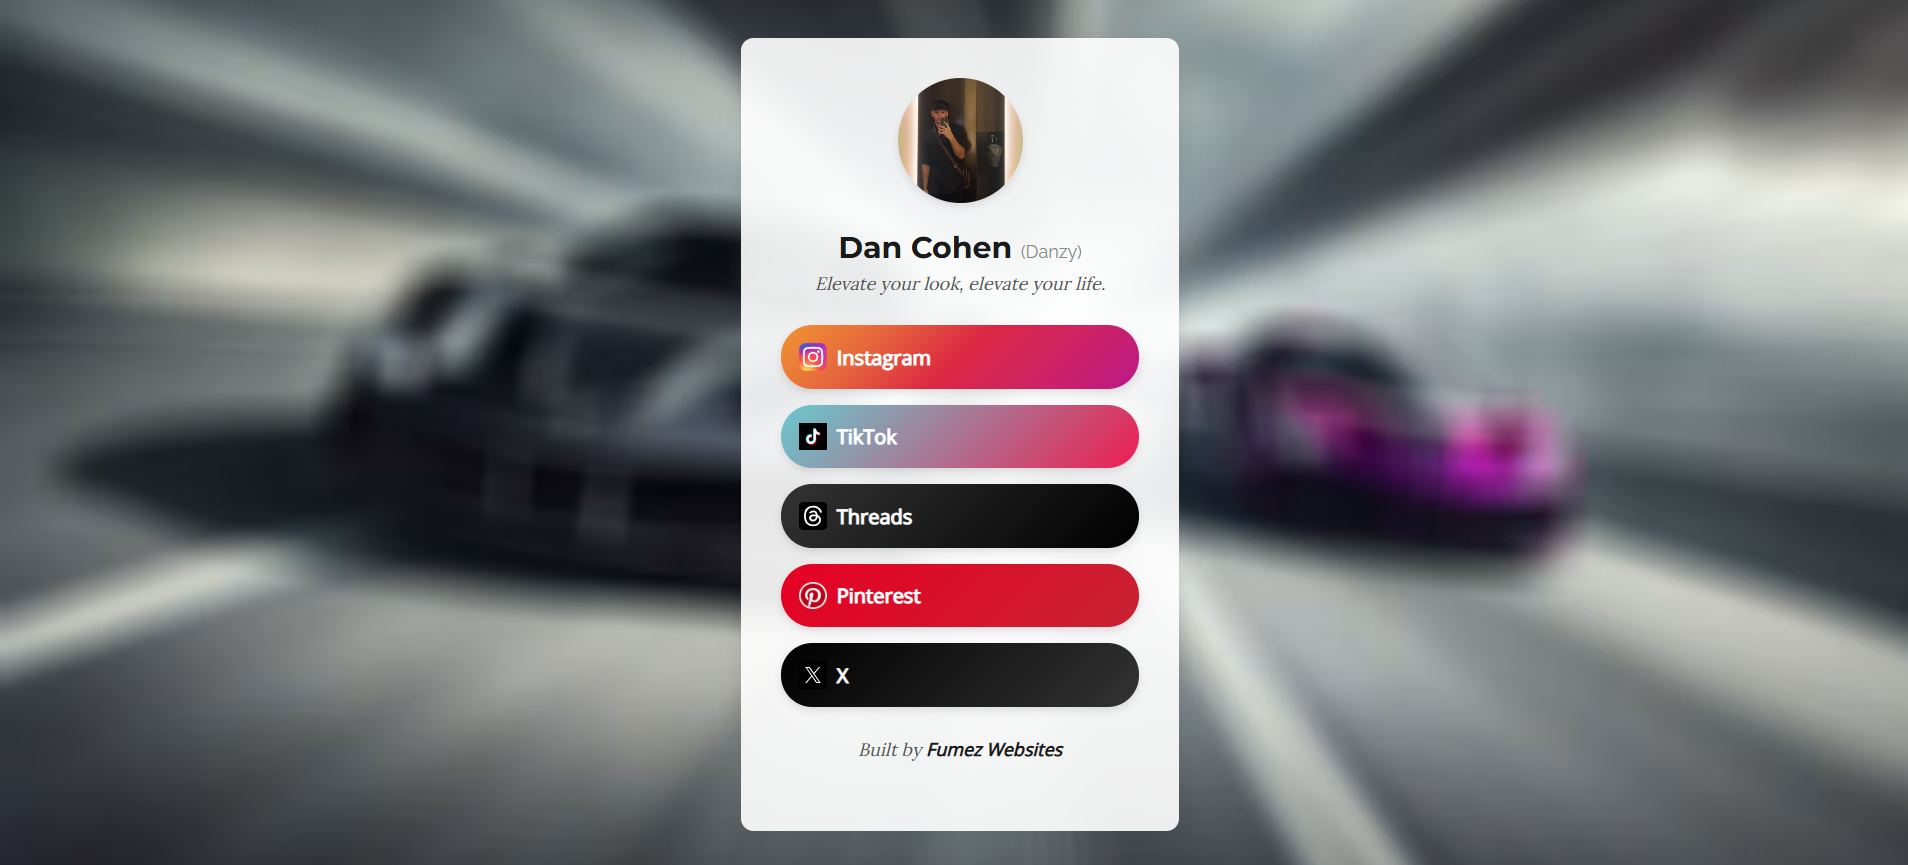 Dan Cohen (Danzy)
Elevate your look, elevate your life.
Instagram
TikTok
Threads
Pinterest
X
Built by Fumez Websites